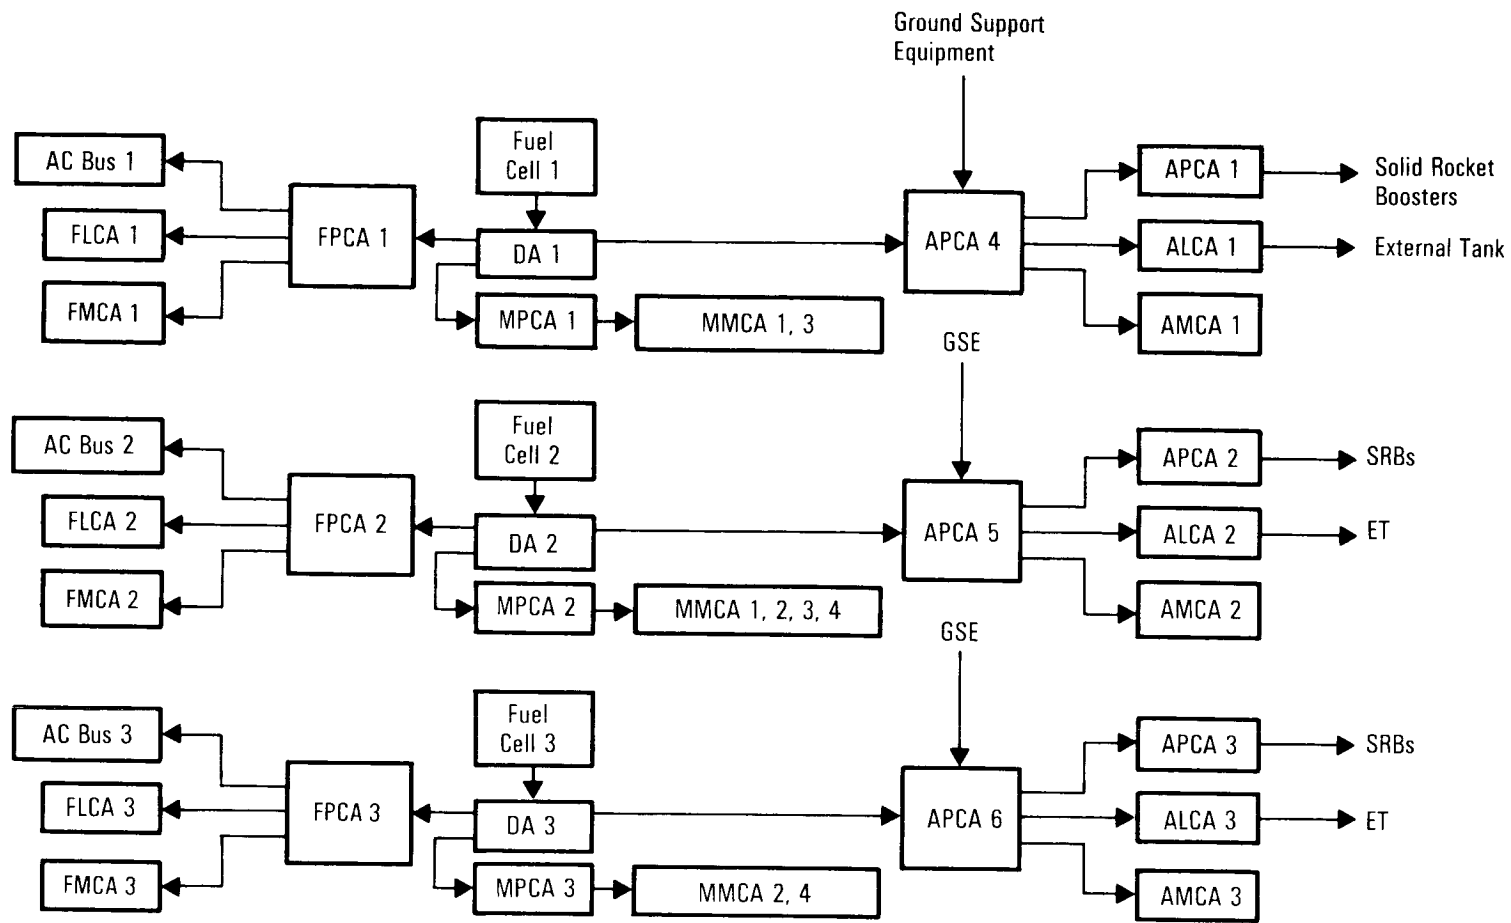 Ground Support
Equipment
AC Bus 1
Fuel
Cell 1
APCA 1
Solid Rocket
Boosters
FLCA 1
FPCA 1
DA 1
APCA 4
ALCA 1
External Tank
FMCA 1
MPCA 1
MMCA 1, 3
AMCA 1
GSE
AC Bus 2
Fuel
Cell 2
APCA 2
SRBs
FLCA 2
FPCA 2
DA 2
APCA 5
ALCA 2
ET
FMCA 2
MPCA 2
MMCA 1, 2, 3, 4
AMCA 2
GSE
AC Bus 3
Fuel
Cell 3
APCA 3
SRBs
FLCA 3
FPCA 3
DA 3
APCA 6
ALCA 3
ET
FMCA 3
MPCA 3
MMCA 2, 4
AMCA 3